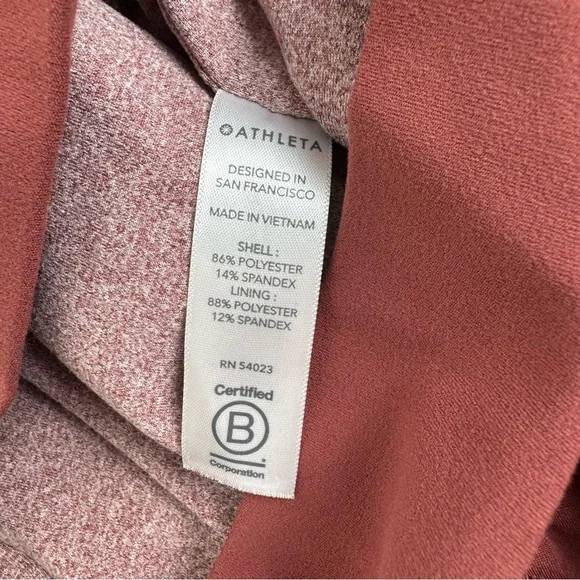 ATHLETA
DESIGNED IN
SAN FRANCISCO
MADE IN VIETNAM
SHELL :
86% POLYESTER
14% SPANDEX
LINING :
88% POLYESTER
12% SPANDEX
RN 54023
Certified
B
Corporation